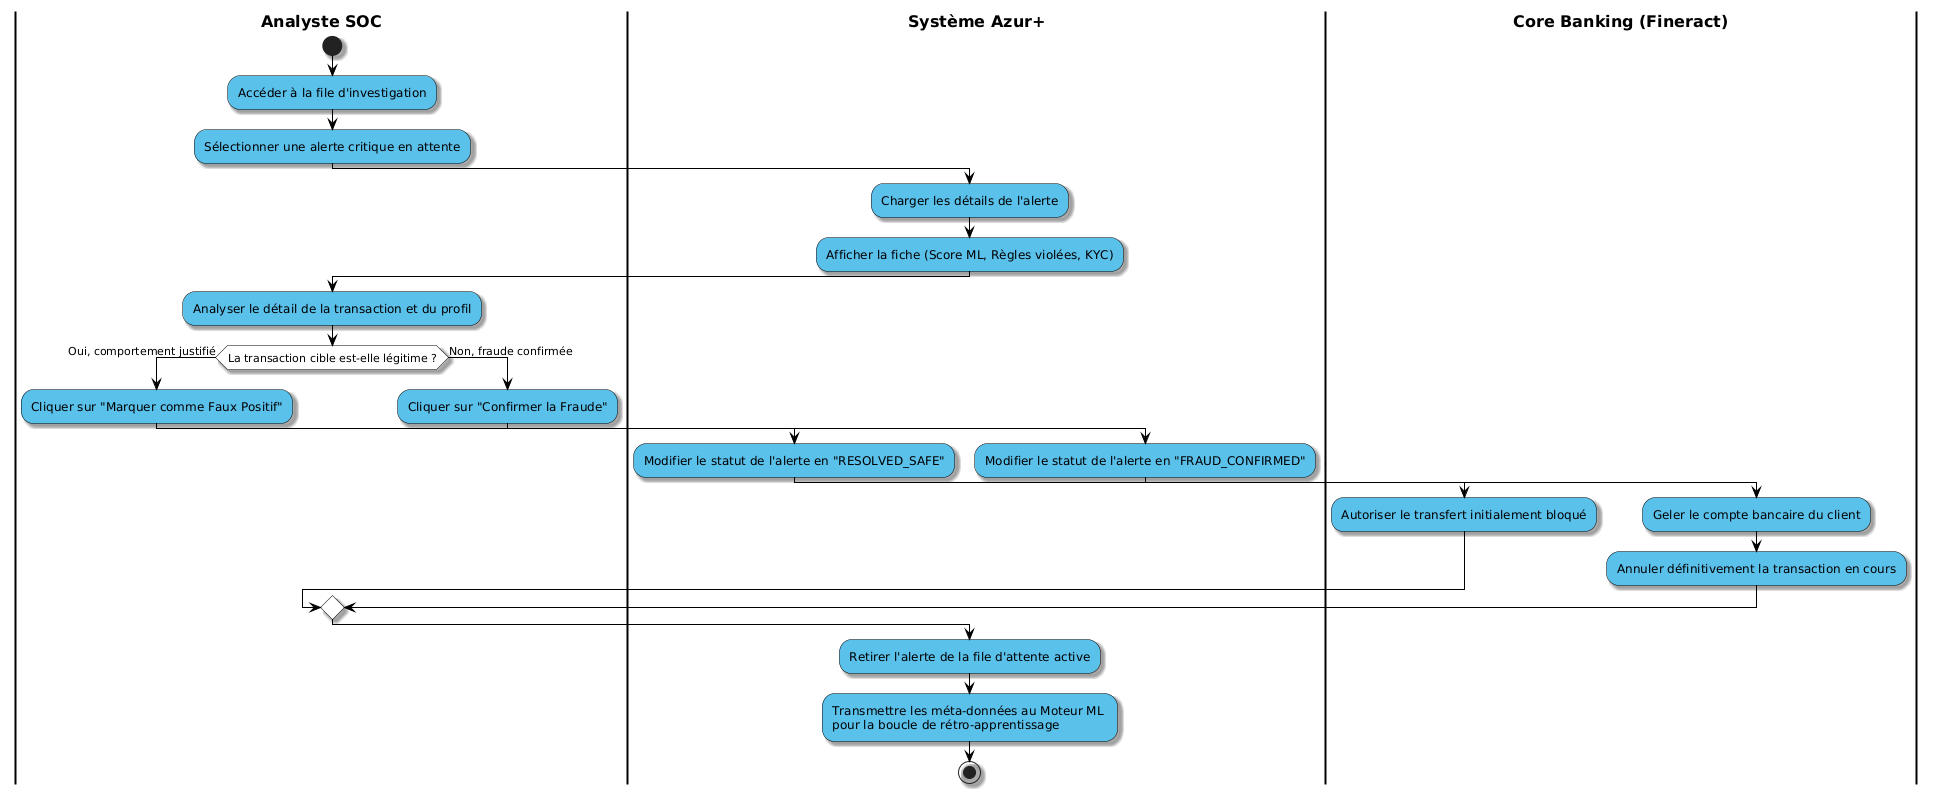 Analyste SOC
Système Azur+
Core Banking (Fineract)
Accéder à la file d'investigation
Sélectionner une alerte critique en attente
Charger les détails de l'alerte
Afficher la fiche (Score ML, Règles violées, KYC)
Analyser le détail de la transaction et du profil
Oui, comportement justifié
La transaction cible est-elle légitime ?
Non, fraude confirmée
Cliquer sur "Marquer comme Faux Positif"
Cliquer sur "Confirmer la Fraude"
Modifier le statut de l'alerte en "RESOLVED_SAFE"
Modifier le statut de l'alerte en "FRAUD_CONFIRMED"
Autoriser le transfert initialement bloqué
Geler le compte bancaire du client
Annuler définitivement la transaction en cours
Retirer l'alerte de la file d'attente active
Transmettre les méta-données au Moteur ML
pour la boucle de rétro-apprentissage